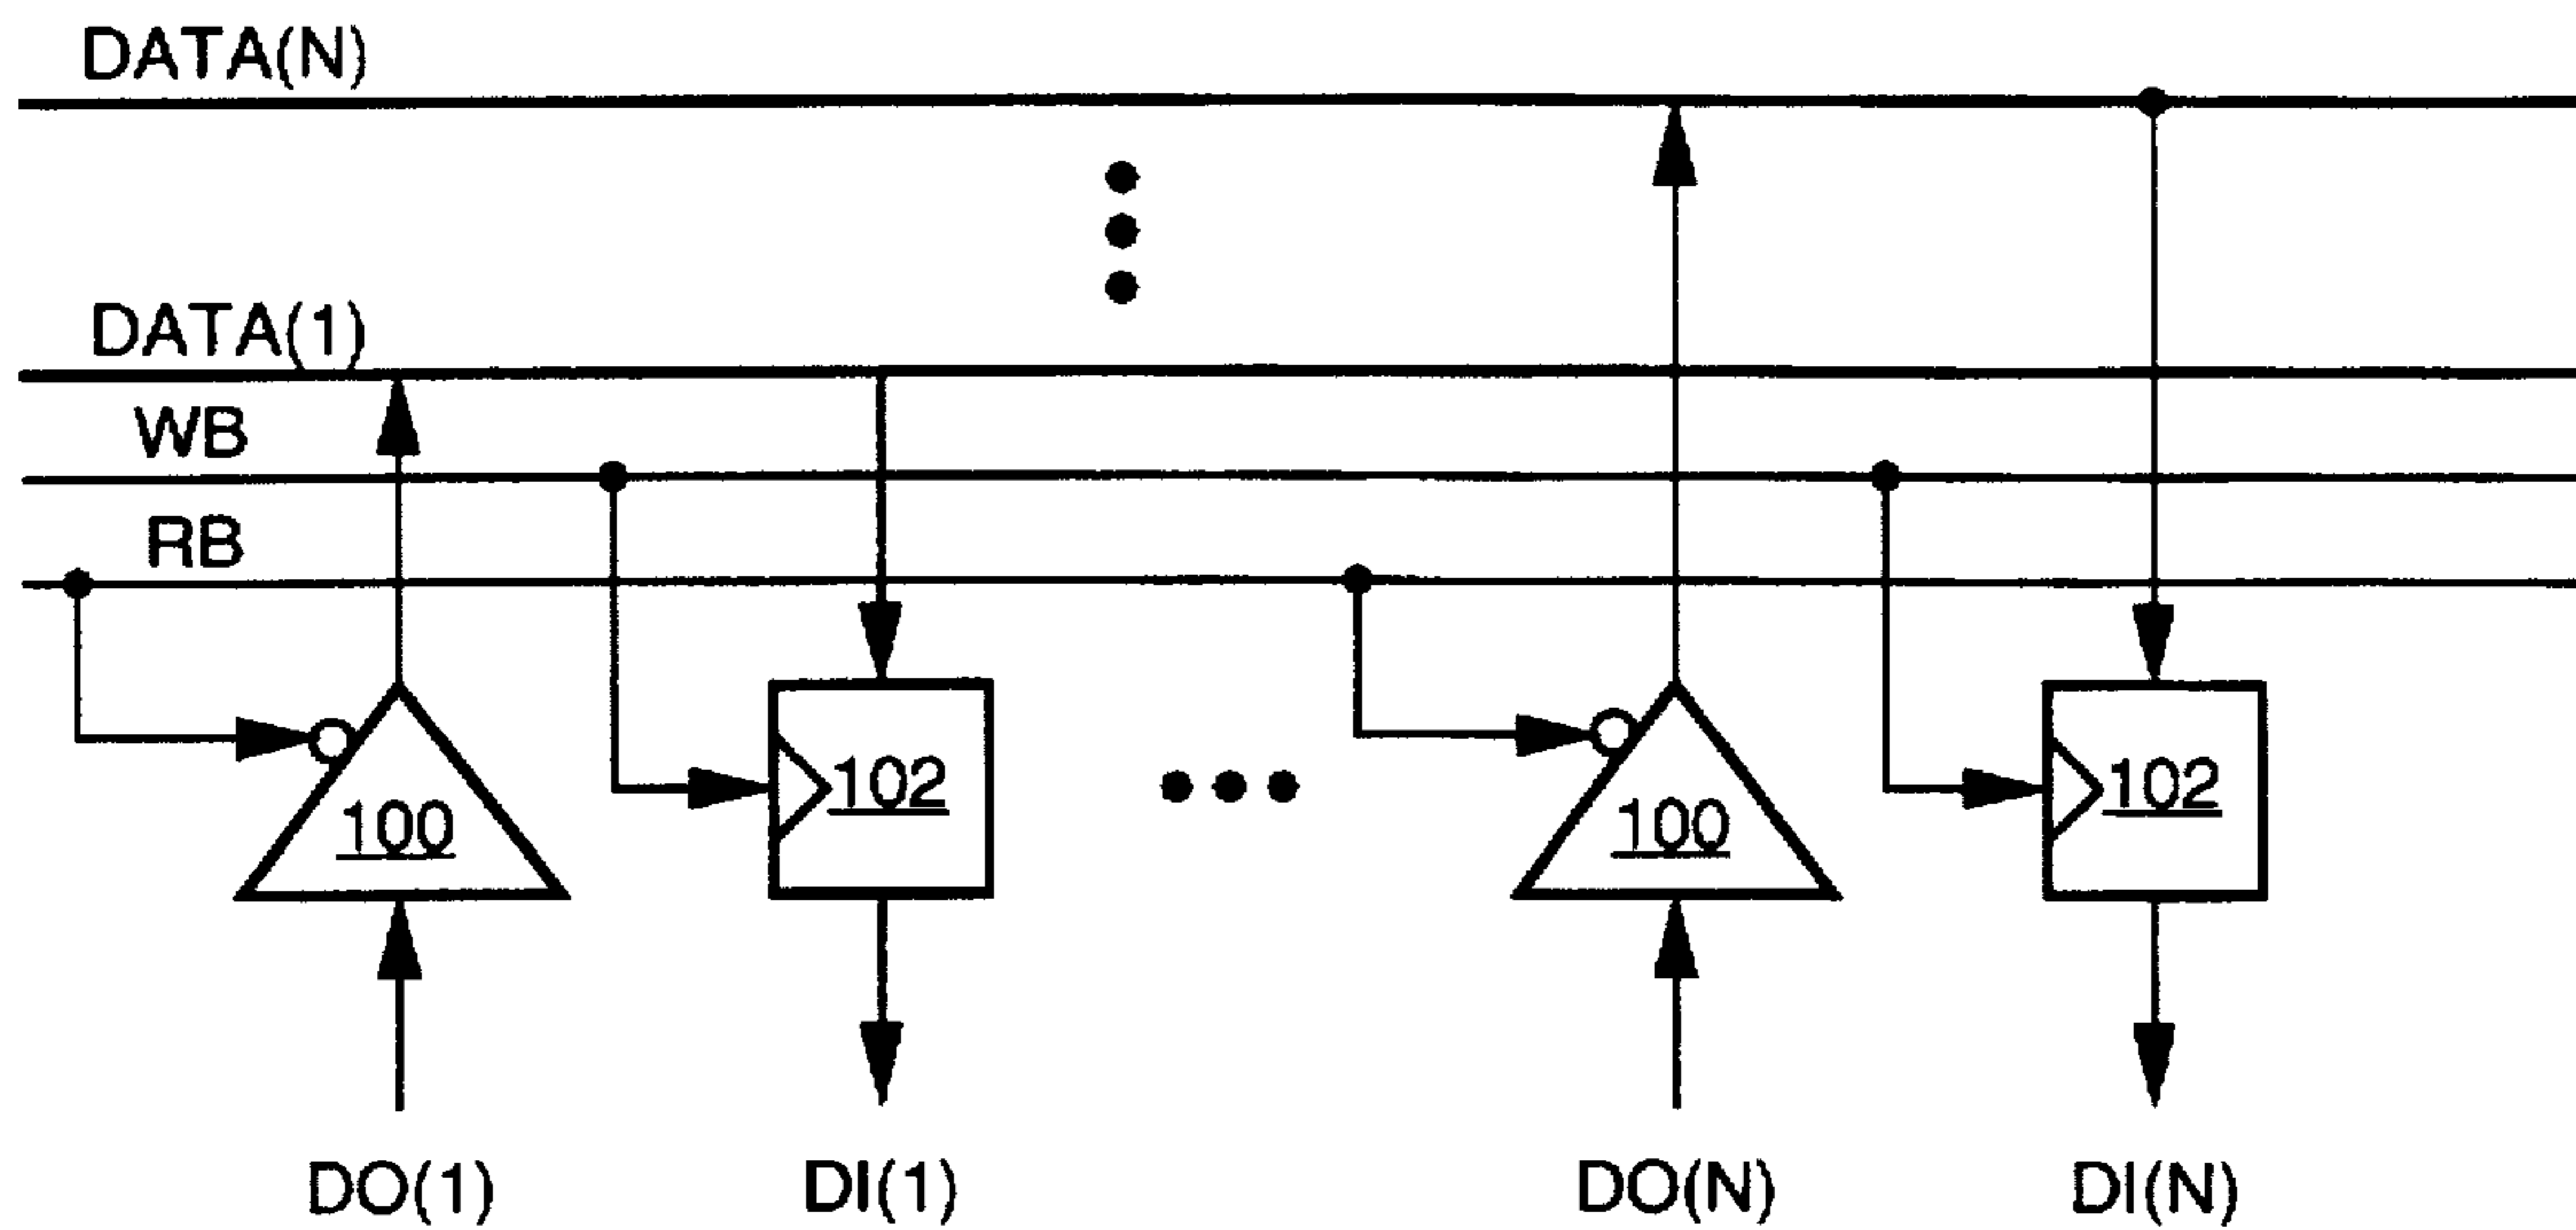 DATA(N)
DATA(1)
WB
RB
100
102
100
102
DO(1)
DI(1)
DO(N)
DI(N)